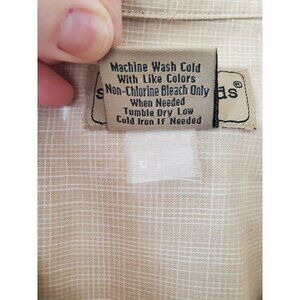 Machine Wash Cold
With Like Colors
Non-Chlorine Bleach Only
When Needed
Tumble Dry Low
Cold Iron If Needed